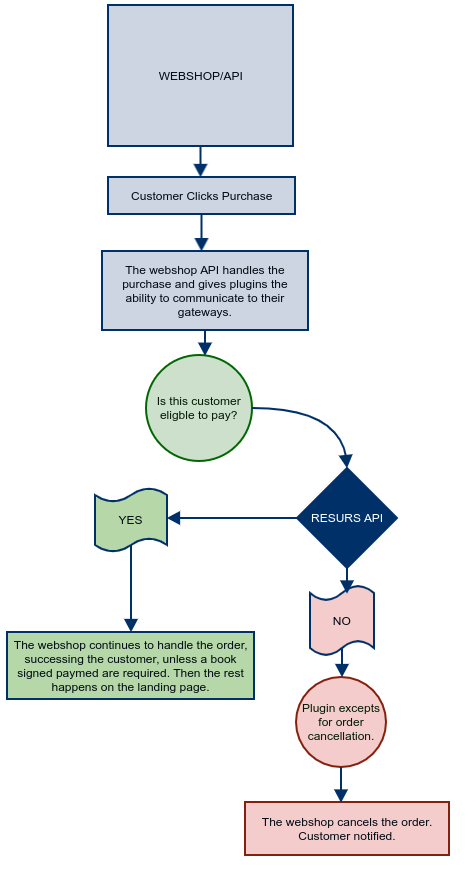 WEBSHOP/API
Customer Clicks Purchase
The webshop API handles the
purchase and gives plugins the
ability to communicate to their
gateways.
Is this customer
eligble to pay?
RESURS API
YES
NO
The webshop continues to handle the order,
successing the customer, unless a book
signed paymed are required. Then the rest
happens on the landing page.
Plugin excepts
for order
cancellation.
The webshop cancels the order.
Customer notified.